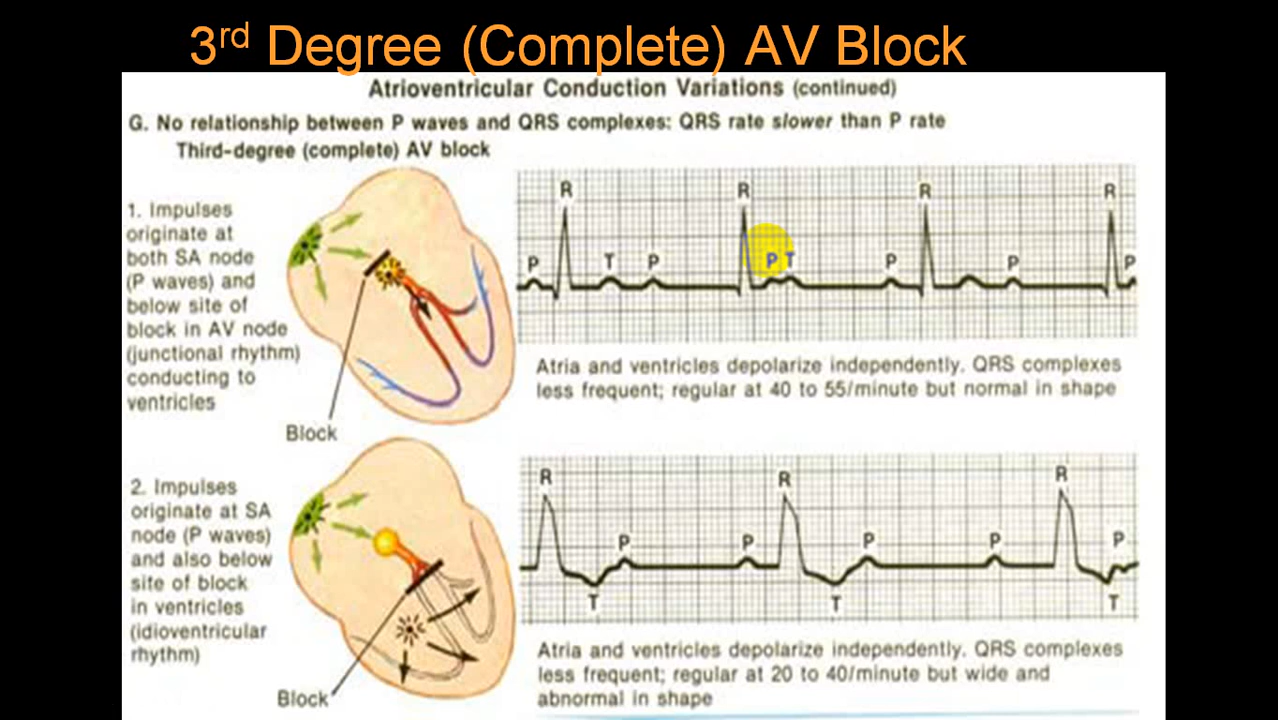 3rd Degree (Complete) AV Block
Atrioventricular Conduction Variations (continued)
G. No relationship between P waves and QRS complexes: QRS rate slower than P rate
Third-degree (complete) AV block
1. Impulses
originate at
both SA node
(P waves) and
below site of
block in AV node
(junctional rhythm)
conducting to
ventricles
Block
R R R R
P T P P T P P P
Atria and ventricles depolarize independently. QRS complexes
less frequent; regular at 40 to 55/minute but normal in shape
2. Impulses
originate at SA
node (P waves)
and also below
site of block
in ventricles
(idioventricular
rhythm)
Block
R R R
P P P P P
T T T
Atria and ventricles depolarize independently. QRS complexes
less frequent; regular at 20 to 40/minute but wide and
abnormal in shape